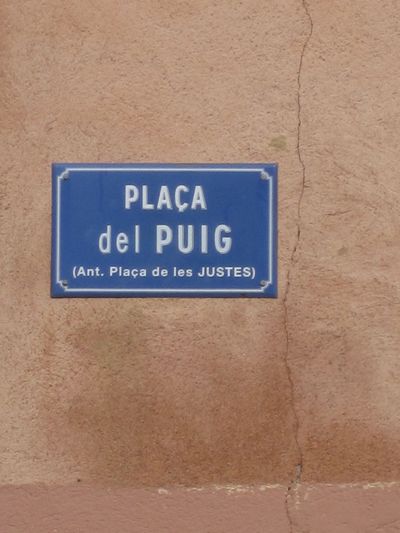 PLAÇA
del PUIG
(Ant. Plaça de les JUSTES)